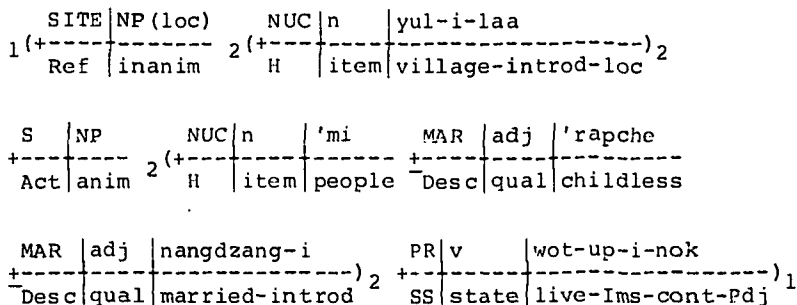 SITE|NP(loc) NUC|n |yul-i-laa
1(+----|------- 2(+---|----|----------------)2
Ref |inanim H |item|village-introd-loc
S |NP NUC|n |'mi MAR |adj |'rapche
+---|---- 2(+---|----|------ ±----|----|---------
Act|anim H |item|people Desc|qual|childless
MAR |adj |nangdzang-i PR|v |wot-up-i-nok
±----|----|--------------)2 +--|-----|-----------------)1
Desc|qual|married-introd SS|state|live-Ims-cont-Pdj